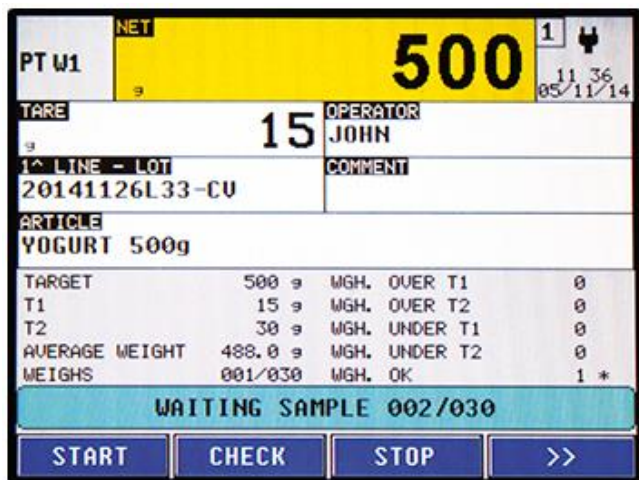 PT W1
NET
g
500
1
11 36
05/11/14
TARE
g
15
OPERATOR
JOHN
1^ LINE - LOT
20141126L33-CV
COMMENT
ARTICLE
YOGURT 500g
TARGET 500 g WGH. OVER T1 0
T1 15 g WGH. OVER T2 0
T2 30 g WGH. UNDER T1 0
AVERAGE WEIGHT 488.0 g WGH. UNDER T2 0
WEIGHS 001/030 WGH. OK 1 *
WAITING SAMPLE 002/030
START CHECK STOP >>